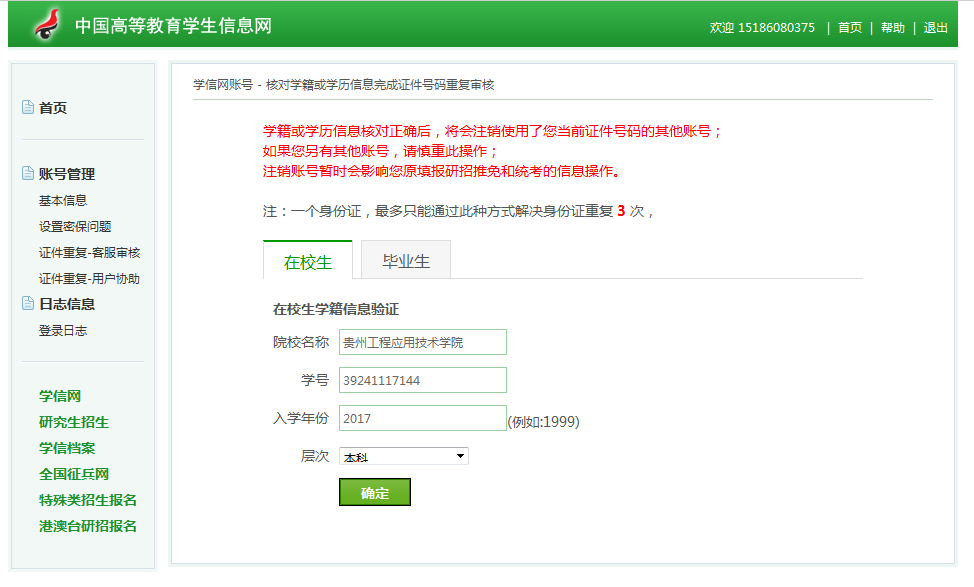 中国高等教育学生信息网
欢迎 15186080375 | 首页 | 帮助 | 退出
首页
账号管理
基本信息
设置密保问题
证件重复-客服审核
证件重复-用户协助
日志信息
登录日志
学信网
研究生招生
学信档案
全国征兵网
特殊类招生报名
港澳台研招报名
学信网账号 - 核对学籍或学历信息完成证件号码重复审核
学籍或学历信息核对正确后，将会注销使用了您当前证件号码的其他账号；
如果您另有其他账号，请慎重此操作；
注销账号暂时会影响您原填报研招推免和统考的信息操作。
注：一个身份证，最多只能通过此种方式解决身份证重复 3 次，
在校生 毕业生
在校生学籍信息验证
院校名称 贵州工程应用技术学院
学号 39241117144
入学年份 2017 (例如:1999)
层次 本科
确定